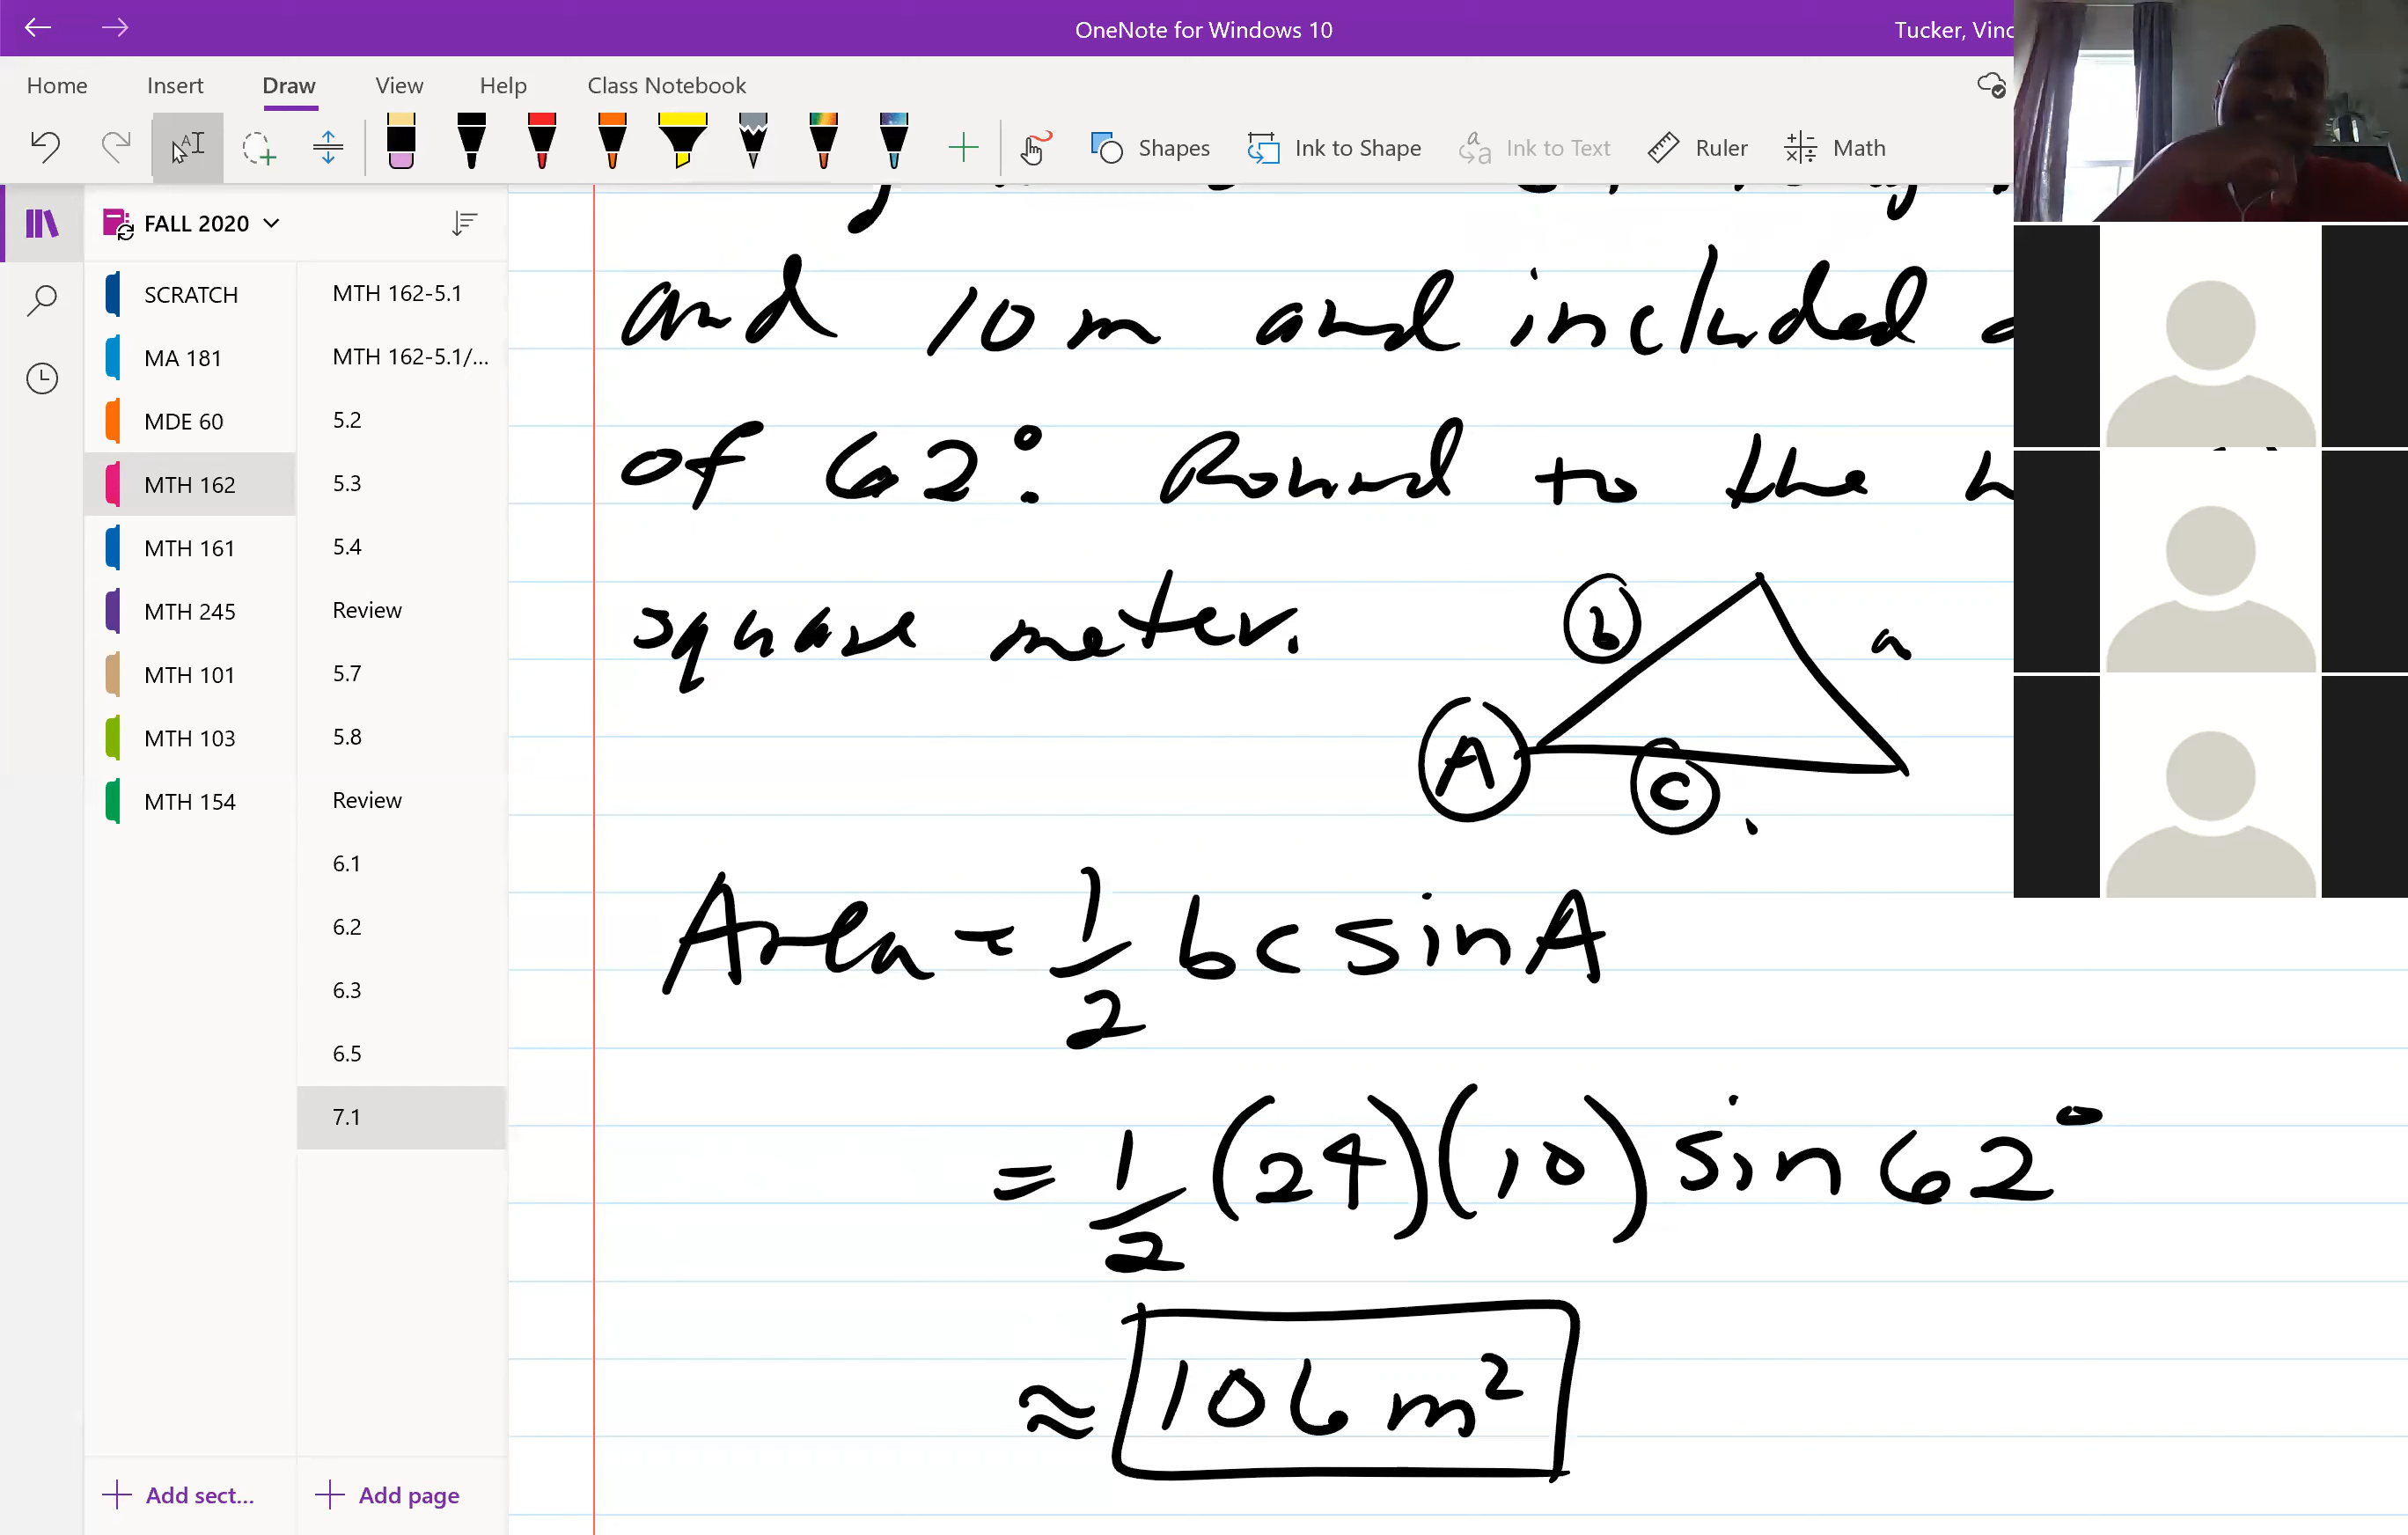 OneNote for Windows 10
Tucker, Vinc
Home Insert Draw View Help Class Notebook
Shapes Ink to Shape Ink to Text Ruler Math
FALL 2020
SCRATCH
MA 181
MDE 60
MTH 162
MTH 161
MTH 245
MTH 101
MTH 103
MTH 154
Add sect...
MTH 162-5.1
MTH 162-5.1/...
5.2
5.3
5.4
Review
5.7
5.8
Review
6.1
6.2
6.3
6.5
7.1
Add page
and 10 m and included
of 62°. Round to the
square meter.
b
a
A
c
Area = 1/2 bc sin A
= 1/2 (24)(10) sin 62°
≈ 106 m²